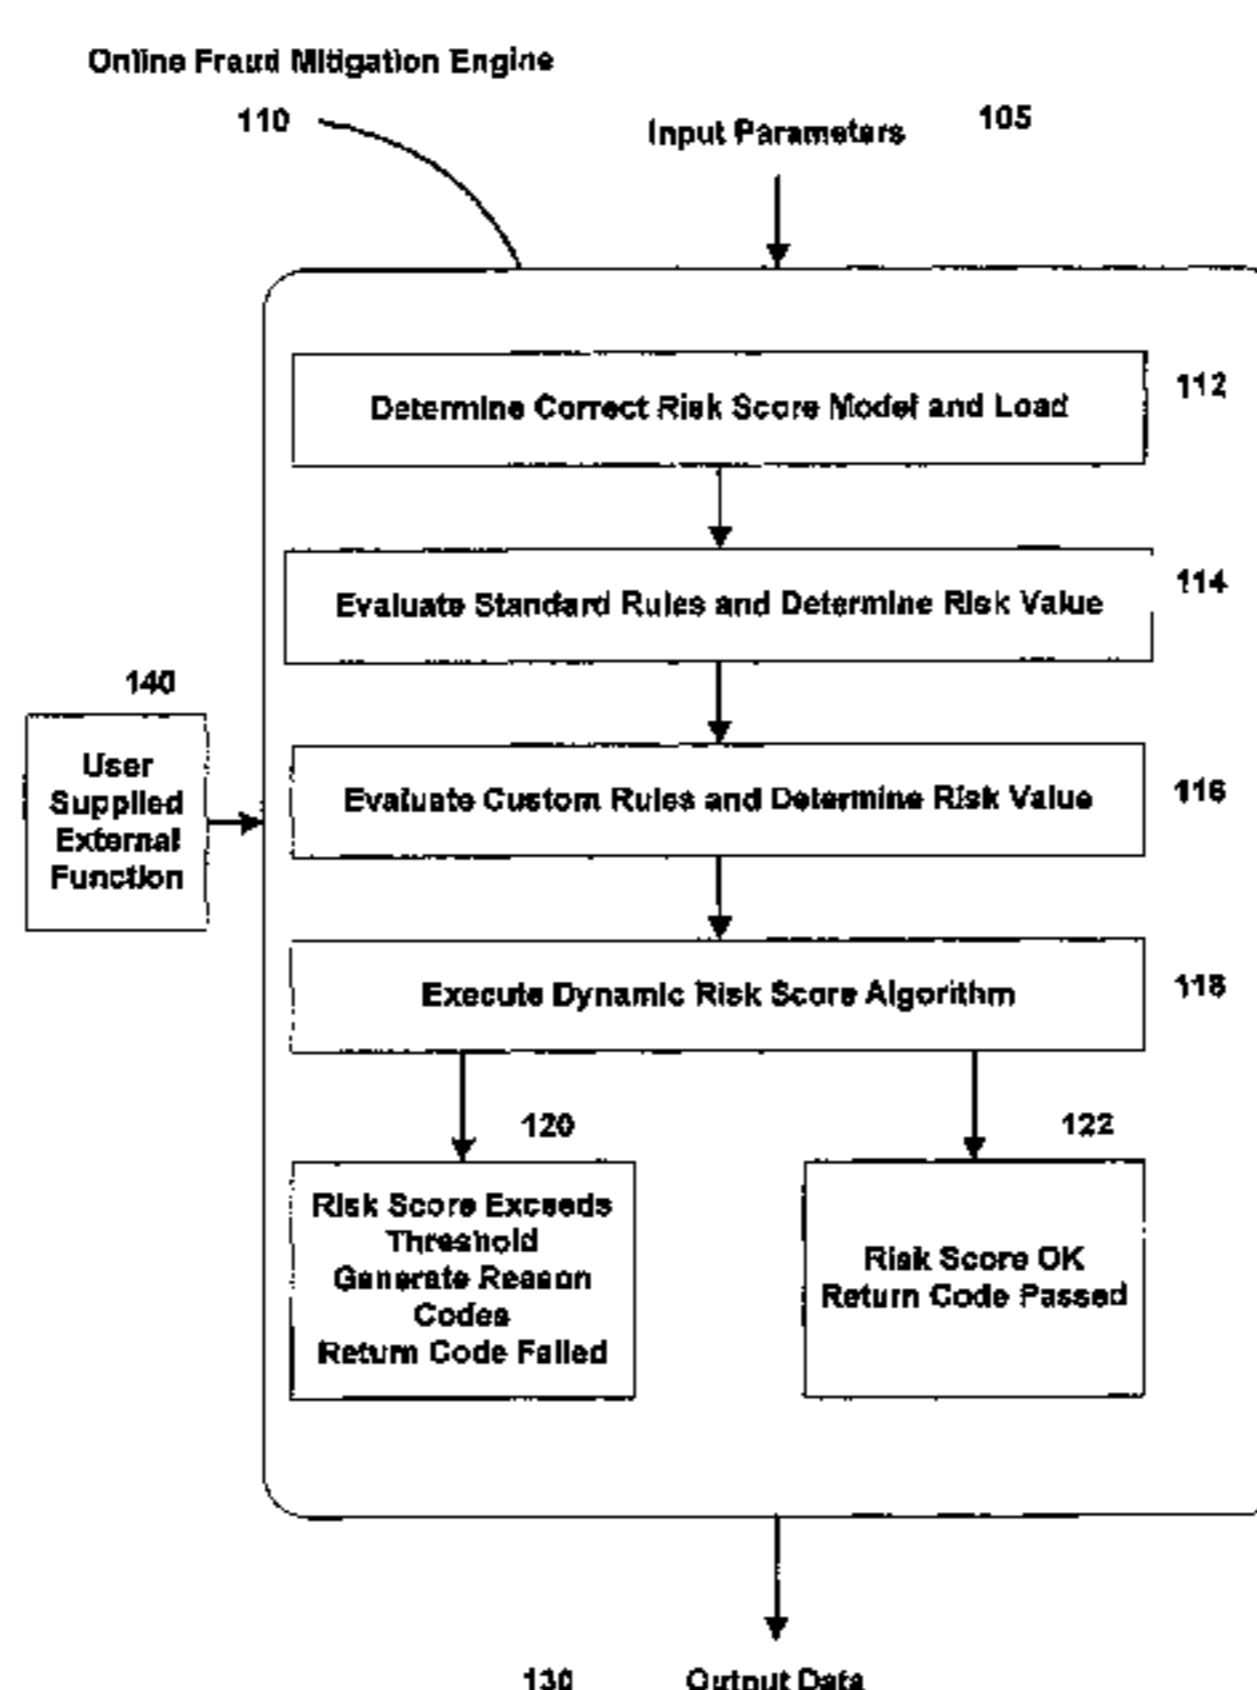 Online Fraud Mitigation Engine
110
Input Parameters
105
Determine Correct Risk Score Model and Load
112
Evaluate Standard Rules and Determine Risk Value
114
140
User
Supplied
External
Function
Evaluate Custom Rules and Determine Risk Value
116
Execute Dynamic Risk Score Algorithm
118
120
Risk Score Exceeds
Threshold
Generate Reason
Codes
Return Code Failed
122
Risk Score OK
Return Code Passed
130
Output Data